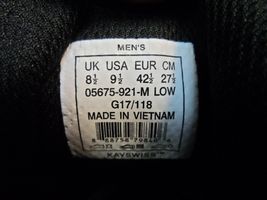 MEN'S
UK USA EUR CM
8½ 9½ 42½ 27½
05675-921-M LOW
G17/118
MADE IN VIETNAM
KAYSWISS